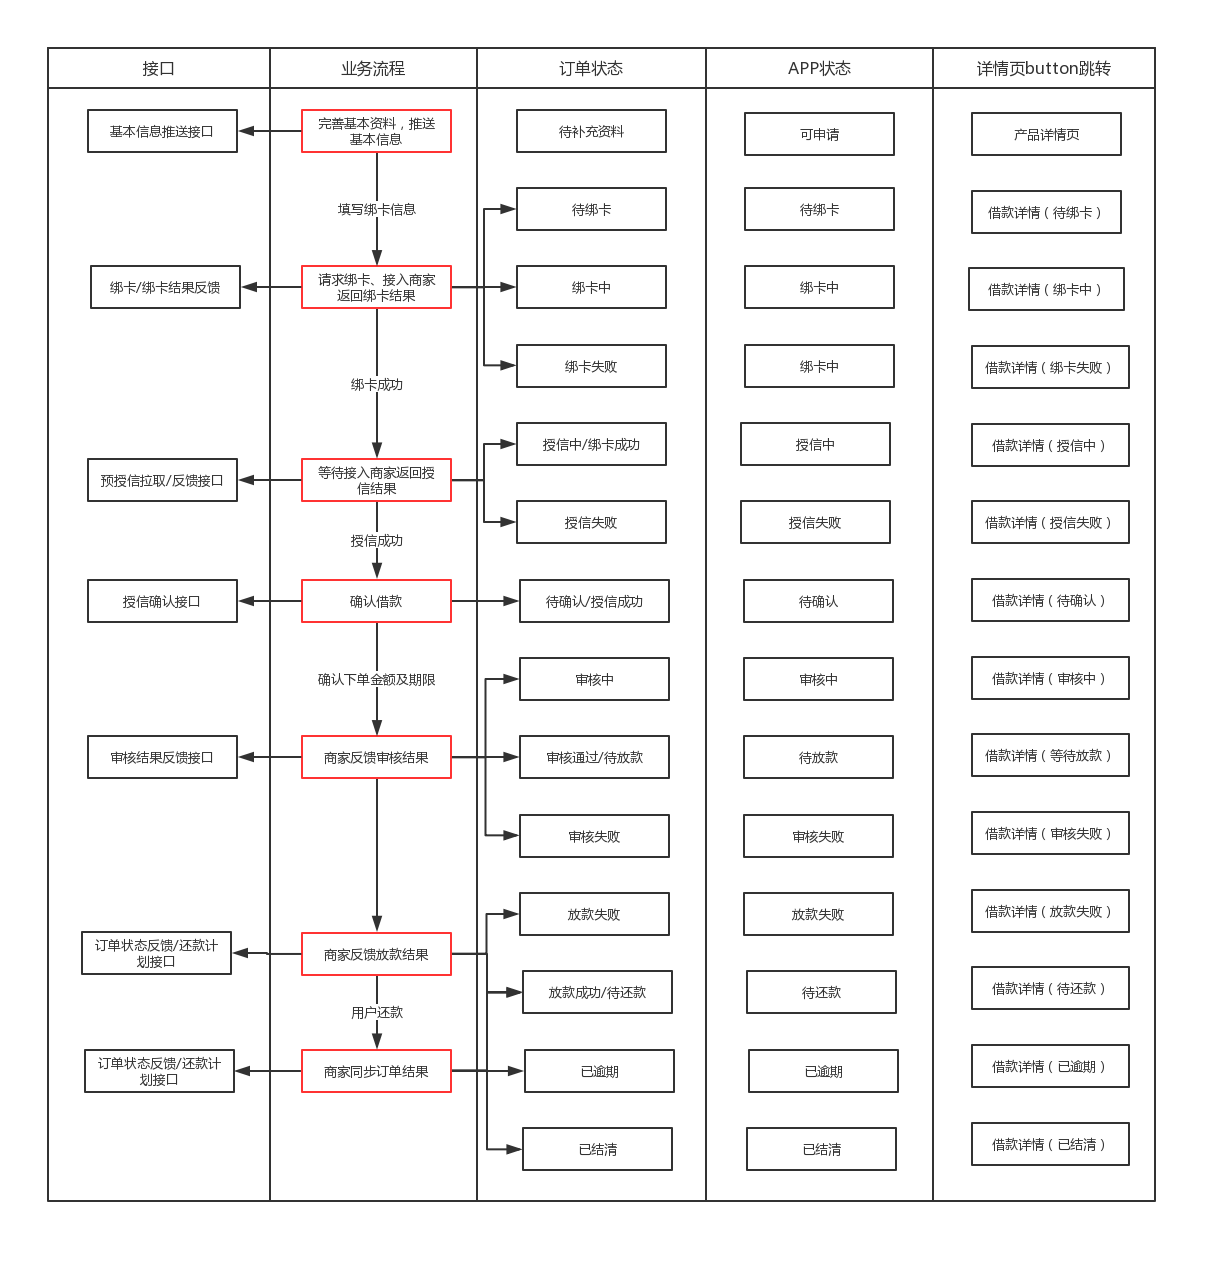 接口
业务流程
订单状态
APP状态
详情页button跳转
基本信息推送接口
完善基本资料，推送
基本信息
待补充资料
可申请
产品详情页
填写绑卡信息
待绑卡
待绑卡
借款详情（待绑卡）
绑卡/绑卡结果反馈
请求绑卡、接入商家
返回绑卡结果
绑卡中
绑卡中
借款详情（绑卡中）
绑卡成功
绑卡失败
绑卡中
借款详情（绑卡失败）
授信中/绑卡成功
授信中
借款详情（授信中）
预授信拉取/反馈接口
等待接入商家返回授
信结果
授信失败
授信失败
借款详情（授信失败）
授信成功
授信确认接口
确认借款
待确认/授信成功
待确认
借款详情（待确认）
确认下单金额及期限
审核中
审核中
借款详情（审核中）
审核结果反馈接口
商家反馈审核结果
审核通过/待放款
待放款
借款详情（等待放款）
审核失败
审核失败
借款详情（审核失败）
放款失败
放款失败
借款详情（放款失败）
订单状态反馈/还款计
划接口
商家反馈放款结果
放款成功/待还款
待还款
借款详情（待还款）
用户还款
订单状态反馈/还款计
划接口
商家同步订单结果
已逾期
已逾期
借款详情（已逾期）
已结清
已结清
借款详情（已结清）